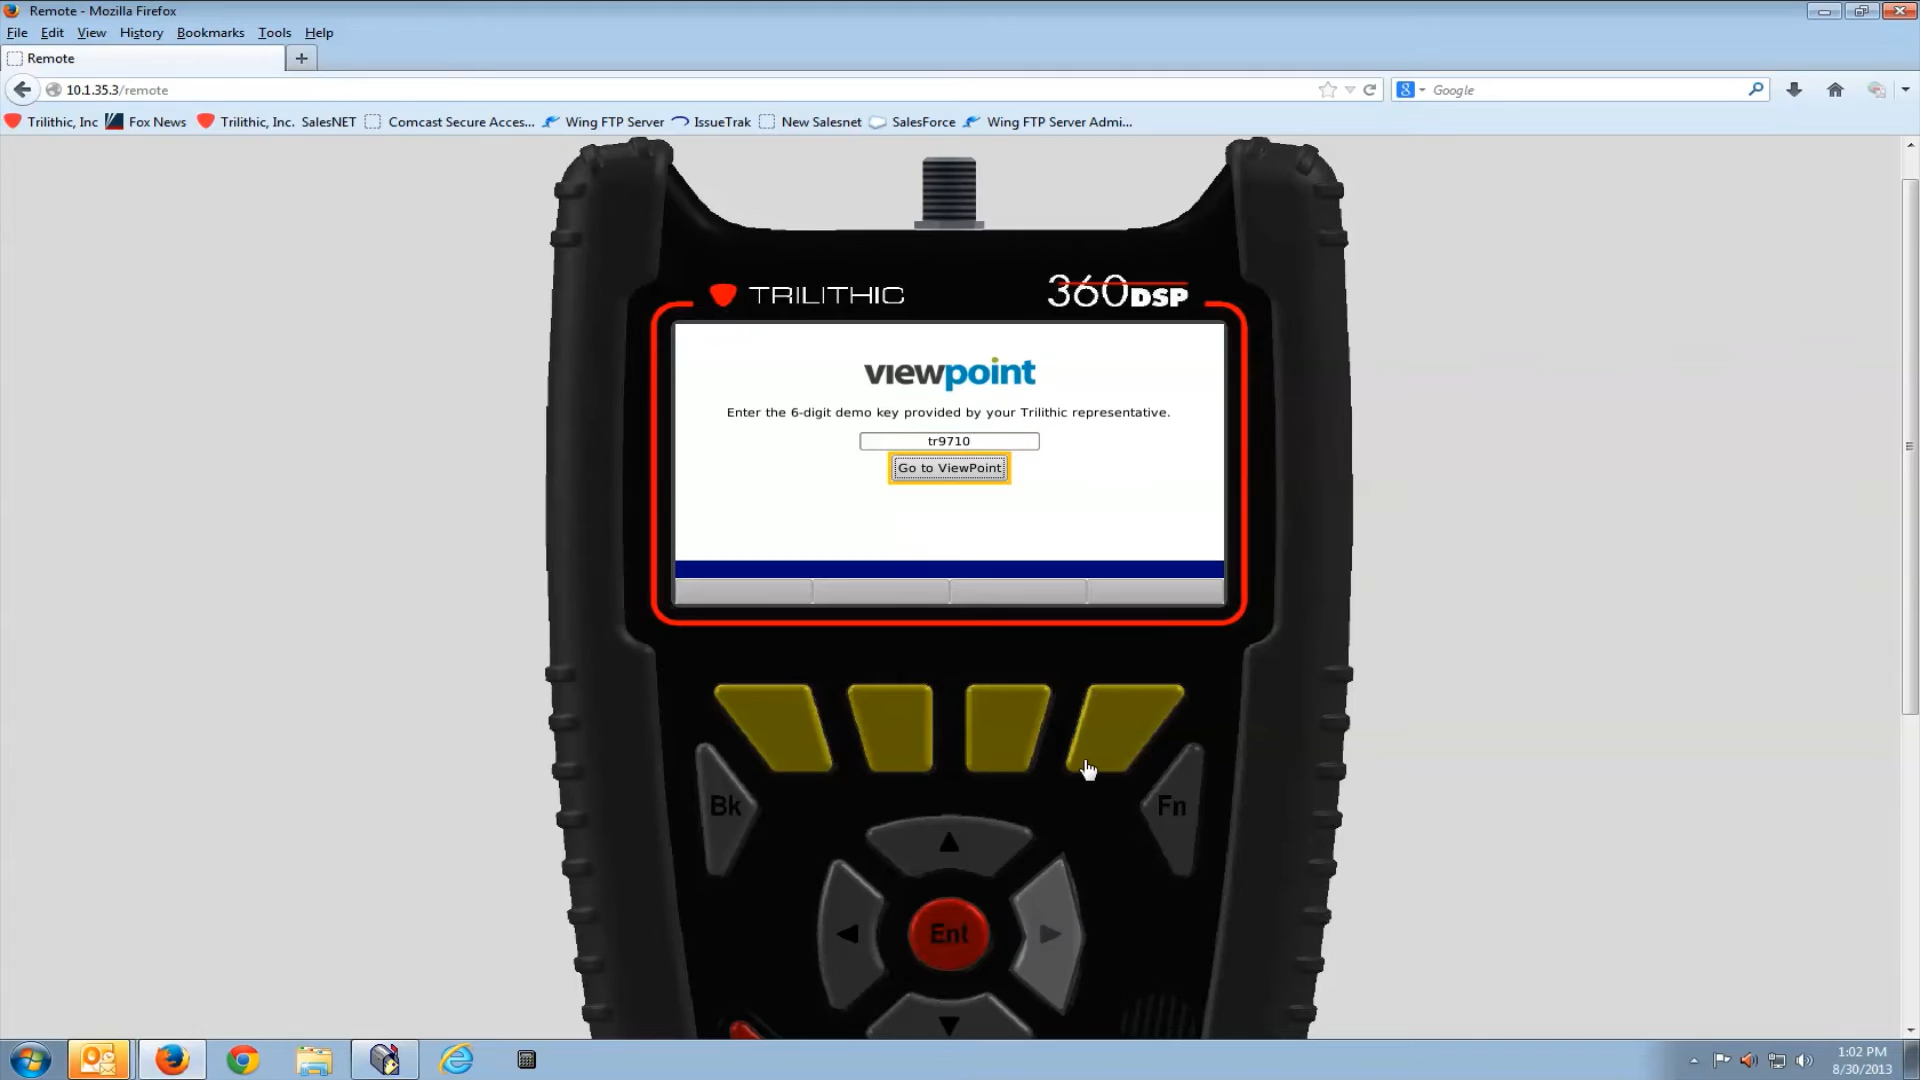 Remote - Mozilla Firefox
File Edit View History Bookmarks Tools Help
Remote
10.1.35.3/remote
Google
Trilithic, Inc Fox News Trilithic, Inc. SalesNET Comcast Secure Acces... Wing FTP Server IssueTrak New Salesnet SalesForce Wing FTP Server Admi...
TRILITHIC 360DSP
viewpoint
Enter the 6-digit demo key provided by your Trilithic representative.
tr9710
Go to ViewPoint
Bk Fn
Ent
1:02 PM
8/30/2013